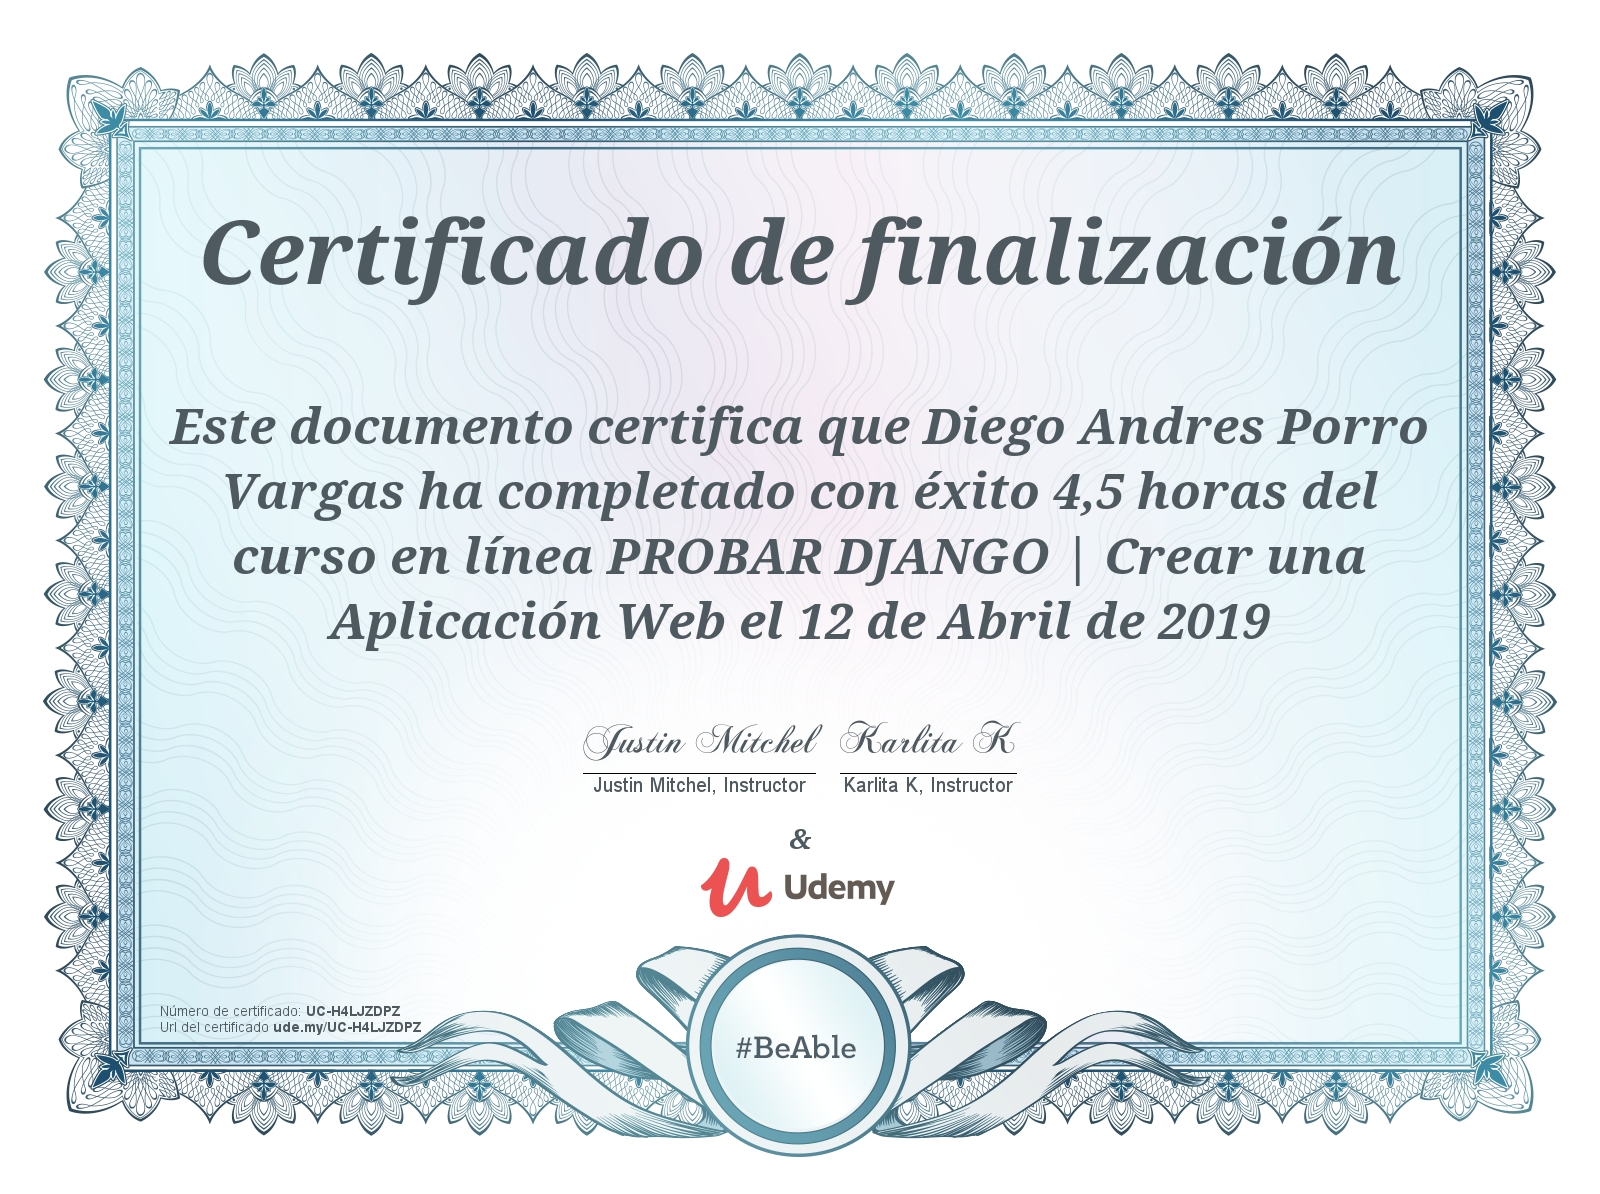 Certificado de finalización
Este documento certifica que Diego Andres Porro
Vargas ha completado con éxito 4,5 horas del
curso en línea PROBAR DJANGO | Crear una
Aplicación Web el 12 de Abril de 2019
Justin Mitchel Karlita K
Justin Mitchel, Instructor Karlita K, Instructor
&
Udemy
Número de certificado: UC-H4LJZDPZ
Url del certificado ude.my/UC-H4LJZDPZ
#BeAble